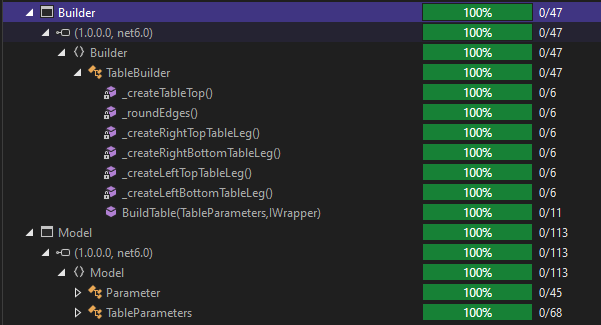 Builder 100% 0/47
(1.0.0.0, net6.0) 100% 0/47
Builder 100% 0/47
TableBuilder 100% 0/47
_createTableTop() 100% 0/6
_roundEdges() 100% 0/6
_createRightTopTableLeg() 100% 0/6
_createRightBottomTableLeg() 100% 0/6
_createLeftTopTableLeg() 100% 0/6
_createLeftBottomTableLeg() 100% 0/6
BuildTable(TableParameters,IWrapper) 100% 0/11
Model 100% 0/113
(1.0.0.0, net6.0) 100% 0/113
Model 100% 0/113
Parameter 100% 0/45
TableParameters 100% 0/68